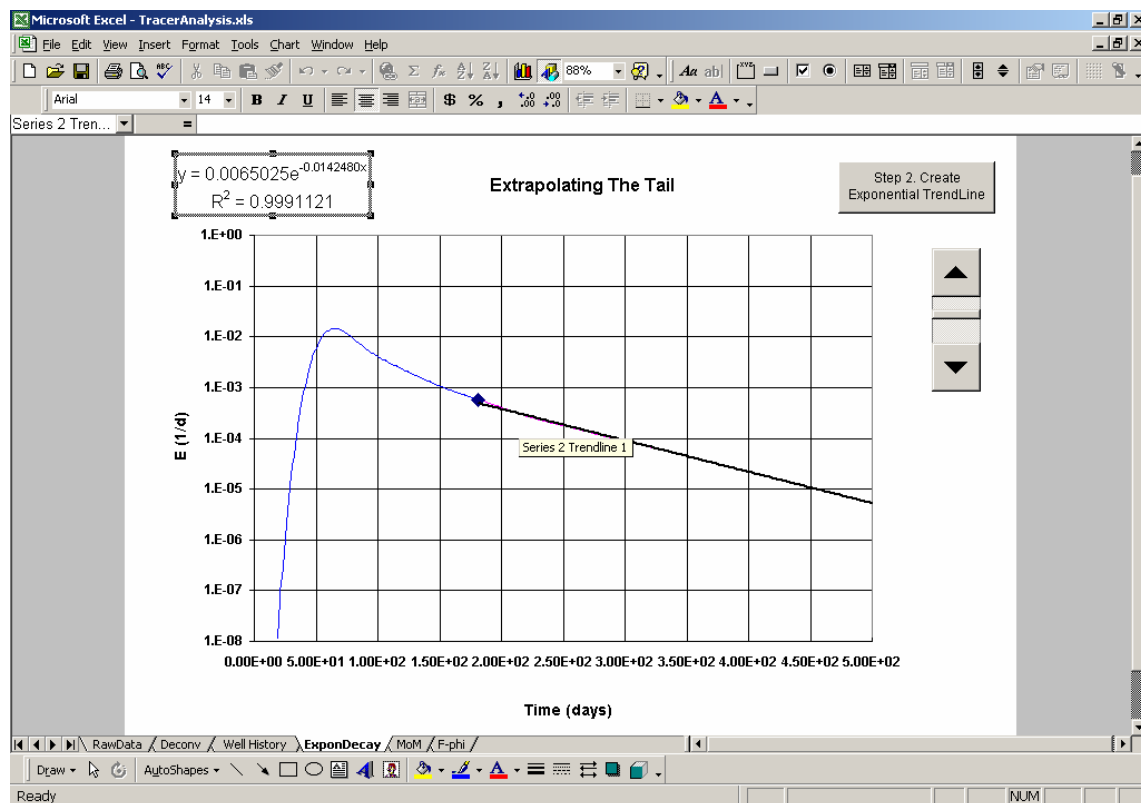 Microsoft Excel - TracerAnalysis.xls
File Edit View Insert Format Tools Chart Window Help
88%
Arial 14 B I U $ % ,
Series 2 Tren... =
y = 0.0065025e^-0.0142480x
R² = 0.9991121
Extrapolating The Tail
Step 2. Create
Exponential TrendLine
1.E+00
1.E-01
1.E-02
1.E-03
1.E-04
1.E-05
1.E-06
1.E-07
1.E-08
E (1/d)
Series 2 Trendline 1
0.00E+00 5.00E+01 1.00E+02 1.50E+02 2.00E+02 2.50E+02 3.00E+02 3.50E+02 4.00E+02 4.50E+02 5.00E+02
Time (days)
RawData Deconv Well History ExponDecay MoM F-phi
Draw AutoShapes
Ready NUM